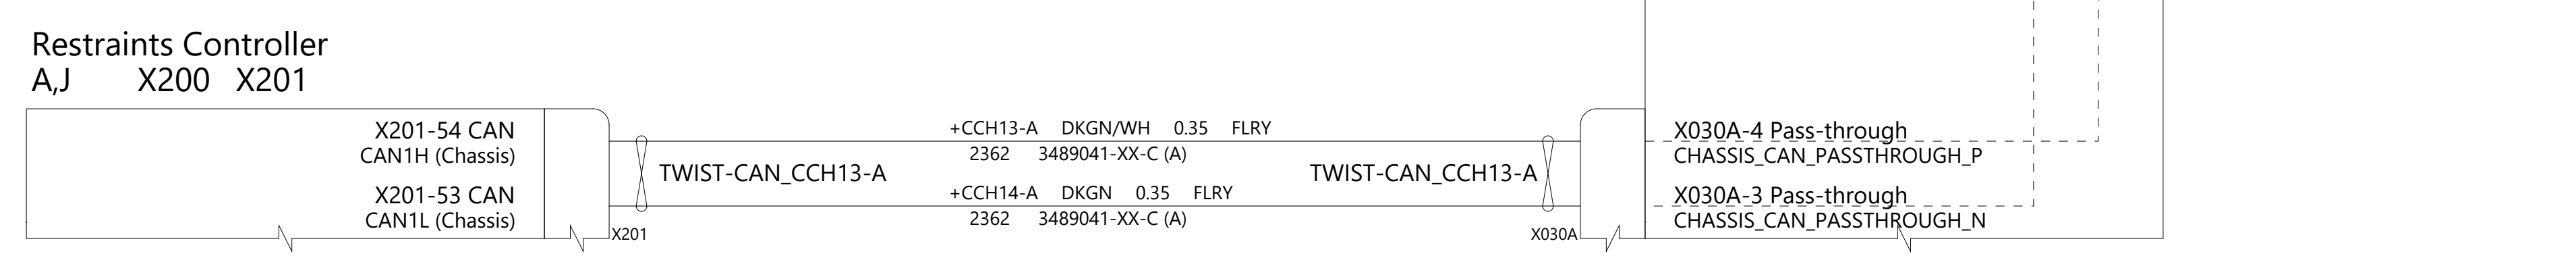 Restraints Controller
A,J X200 X201
X201-54 CAN
CAN1H (Chassis)
X201-53 CAN
CAN1L (Chassis)
X201
TWIST-CAN_CCH13-A
+CCH13-A DKGN/WH 0.35 FLRY
2362 3489041-XX-C (A)
+CCH14-A DKGN 0.35 FLRY
2362 3489041-XX-C (A)
TWIST-CAN_CCH13-A
X030A
X030A-4 Pass-through
CHASSIS_CAN_PASSTHROUGH_P
X030A-3 Pass-through
CHASSIS_CAN_PASSTHROUGH_N